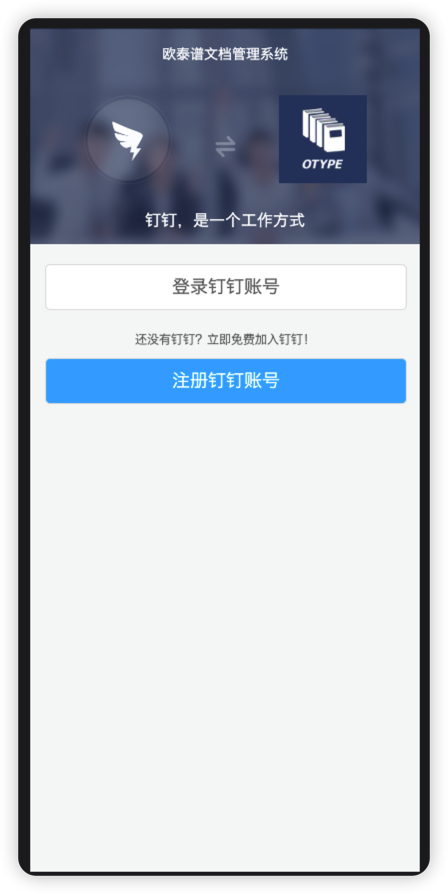 欧泰谱文档管理系统
OTYPE
钉钉，是一个工作方式
登录钉钉账号
还没有钉钉？立即免费加入钉钉！
注册钉钉账号